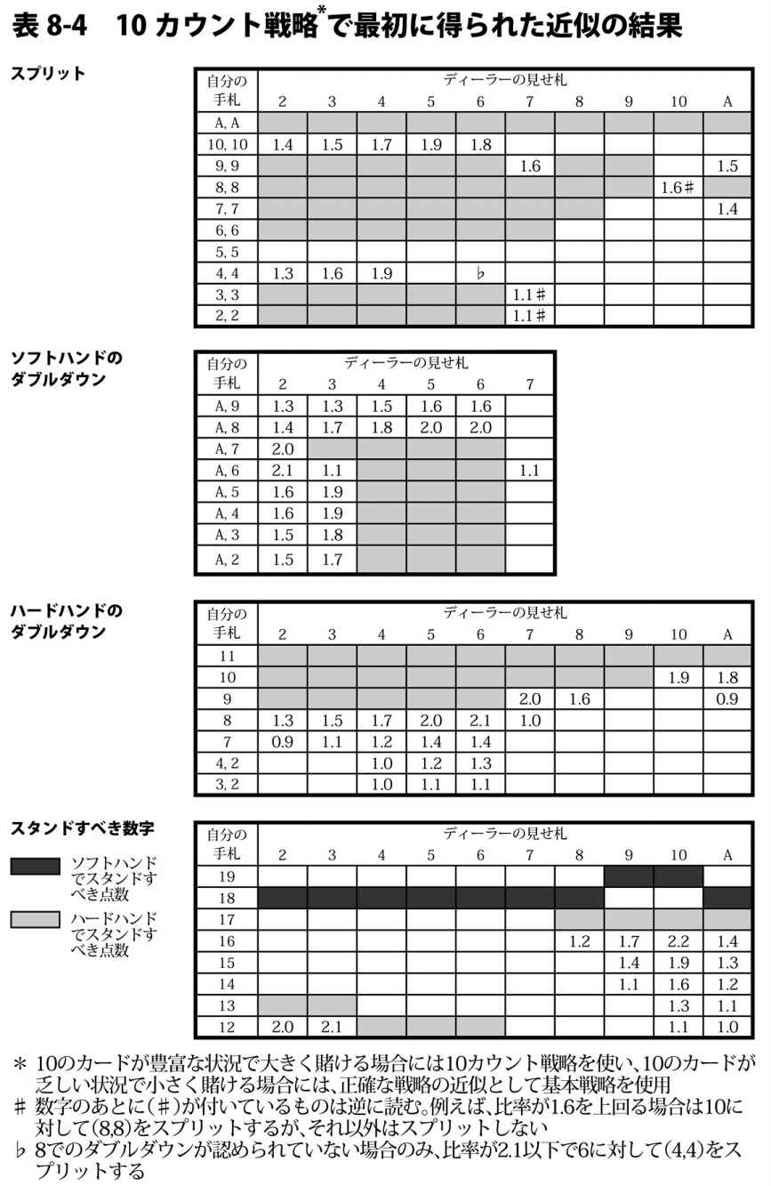 表 8-4　10 カウント戦略*で最初に得られた近似の結果
スプリット
自分の手札 ディーラーの見せ札
2 3 4 5 6 7 8 9 10 A
A, A
10, 10 1.4 1.5 1.7 1.9 1.8
9, 9 1.6 1.5
8, 8 1.6♯
7, 7 1.4
6, 6
5, 5
4, 4 1.3 1.6 1.9 ♭
3, 3 1.1♯
2, 2 1.1♯
ソフトハンドの
ダブルダウン
自分の手札 ディーラーの見せ札
2 3 4 5 6 7
A, 9 1.3 1.3 1.5 1.6 1.6
A, 8 1.4 1.7 1.8 2.0 2.0
A, 7 2.0
A, 6 2.1 1.1 1.1
A, 5 1.6 1.9
A, 4 1.6 1.9
A, 3 1.5 1.8
A, 2 1.5 1.7
ハードハンドの
ダブルダウン
自分の手札 ディーラーの見せ札
2 3 4 5 6 7 8 9 10 A
11
10 1.9 1.8
9 2.0 1.6 0.9
8 1.3 1.5 1.7 2.0 2.1 1.0
7 0.9 1.1 1.2 1.4 1.4
4, 2 1.0 1.2 1.3
3, 2 1.0 1.1 1.1
スタンドすべき数字
ソフトハンド
でスタンドす
べき点数
ハードハンド
でスタンドす
べき点数
自分の手札 ディーラーの見せ札
2 3 4 5 6 7 8 9 10 A
19
18
17
16 1.2 1.7 2.2 1.4
15 1.4 1.9 1.3
14 1.1 1.6 1.2
13 1.3 1.1
12 2.0 2.1 1.1 1.0
* 10のカードが豊富な状況で大きく賭ける場合には10カウント戦略を使い、10のカードが
乏しい状況で小さく賭ける場合には、正確な戦略の近似として基本戦略を使用
♯ 数字のあとに(♯)が付いているものは逆に読む。例えば、比率が1.6を上回る場合は10に
対して(8,8)をスプリットするが、それ以外はスプリットしない
♭ 8でのダブルダウンが認められていない場合のみ、比率が2.1以下で6に対して(4,4)をス
プリットする